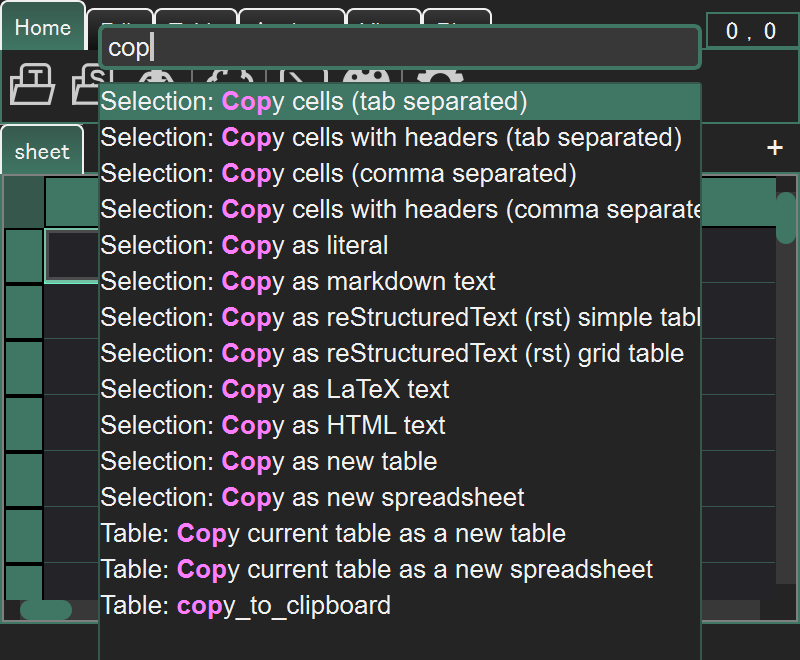 Home
0 , 0
cop
T
S
Selection: Copy cells (tab separated)
Selection: Copy cells with headers (tab separated)
sheet
+
Selection: Copy cells (comma separated)
Selection: Copy cells with headers (comma separate
Selection: Copy as literal
Selection: Copy as markdown text
Selection: Copy as reStructuredText (rst) simple tabl
Selection: Copy as reStructuredText (rst) grid table
Selection: Copy as LaTeX text
Selection: Copy as HTML text
Selection: Copy as new table
Selection: Copy as new spreadsheet
Table: Copy current table as a new table
Table: Copy current table as a new spreadsheet
Table: copy_to_clipboard